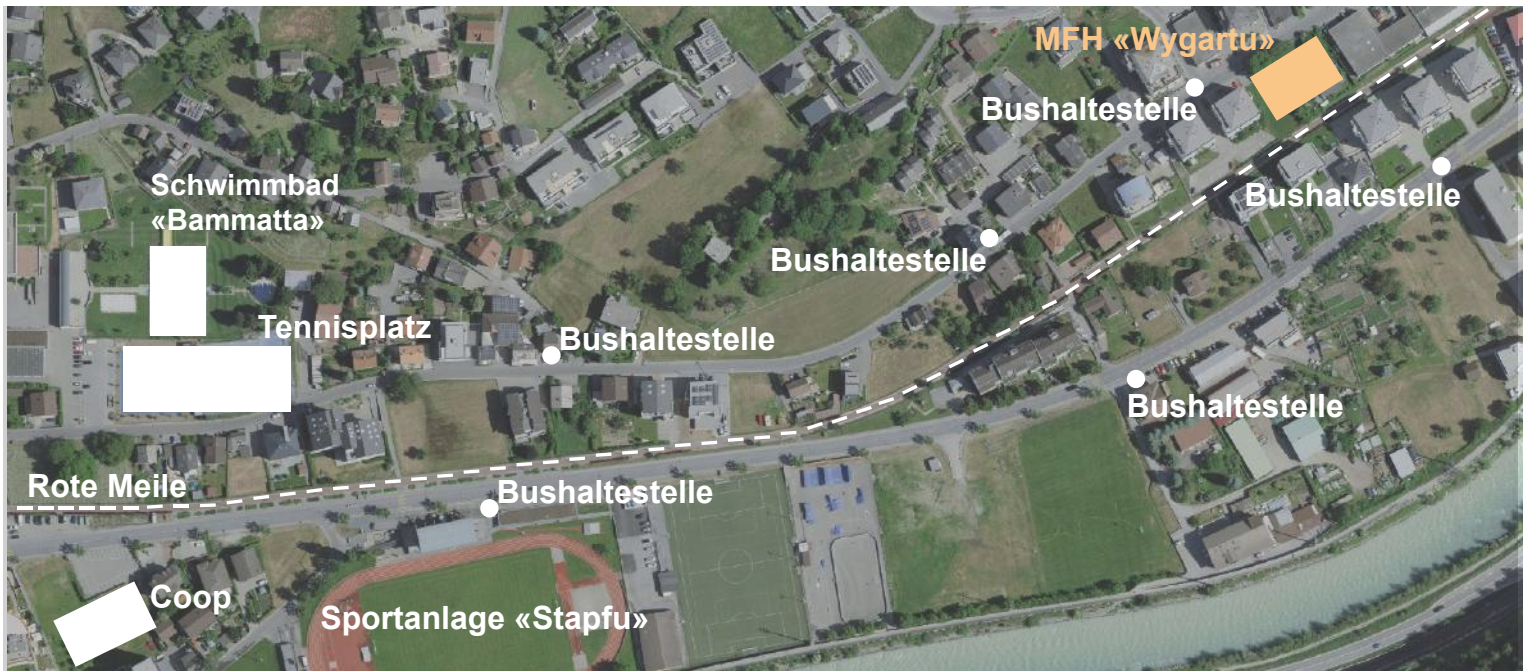 MFH «Wygartu»
Bushaltestelle
Schwimmbad
«Bammatta»
Bushaltestelle
Bushaltestelle
Tennisplatz
Bushaltestelle
Bushaltestelle
Rote Meile
Bushaltestelle
Coop
Sportanlage «Stapfu»